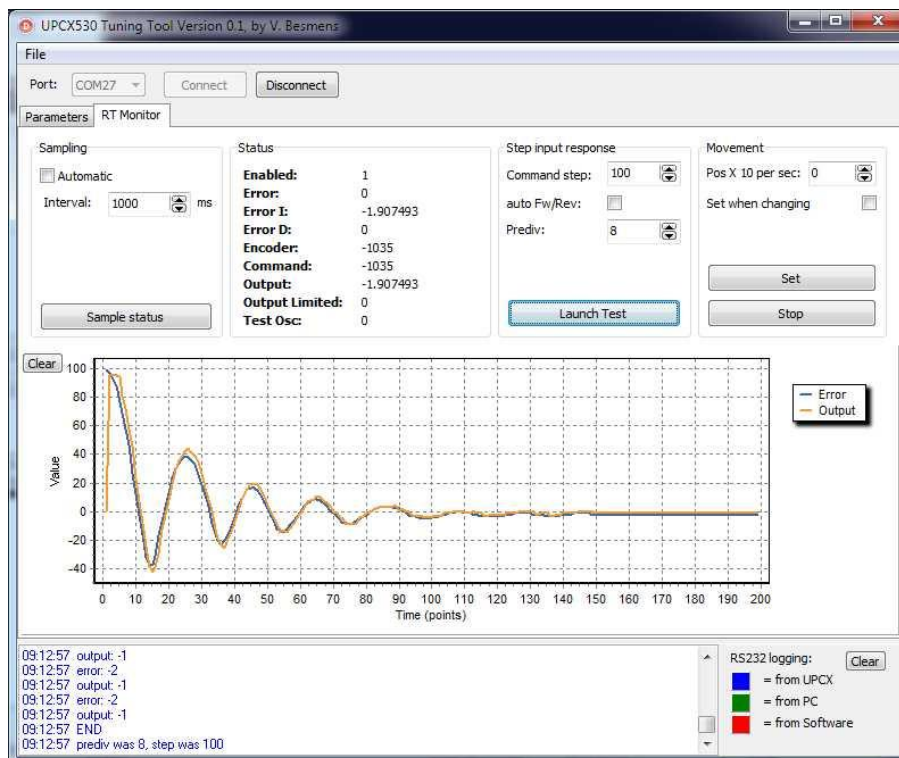 UPCX530 Tuning Tool Version 0.1, by V. Besmens
File
Port: COM27 Connect Disconnect
Parameters RT Monitor
Sampling
Automatic
Interval: 1000 ms
Sample status
Status
Enabled: 1
Error: 0
Error I: -1.907493
Error D: 0
Encoder: -1035
Command: -1035
Output: -1.907493
Output Limited: 0
Test Osc: 0
Step input response
Command step: 100
auto Fw/Rev:
Prediv: 8
Launch Test
Movement
Pos X 10 per sec: 0
Set when changing
Set
Stop
Clear
100
80
60
40
20
0
-20
-40
Value
0 10 20 30 40 50 60 70 80 90 100 110 120 130 140 150 160 170 180 190 200
Time (points)
Error
Output
09:12:57 output: -1
09:12:57 error: -2
09:12:57 output: -1
09:12:57 error: -2
09:12:57 output: -1
09:12:57 END
09:12:57 prediv was 8, step was 100
RS232 logging: Clear
= from UPCX
= from PC
= from Software